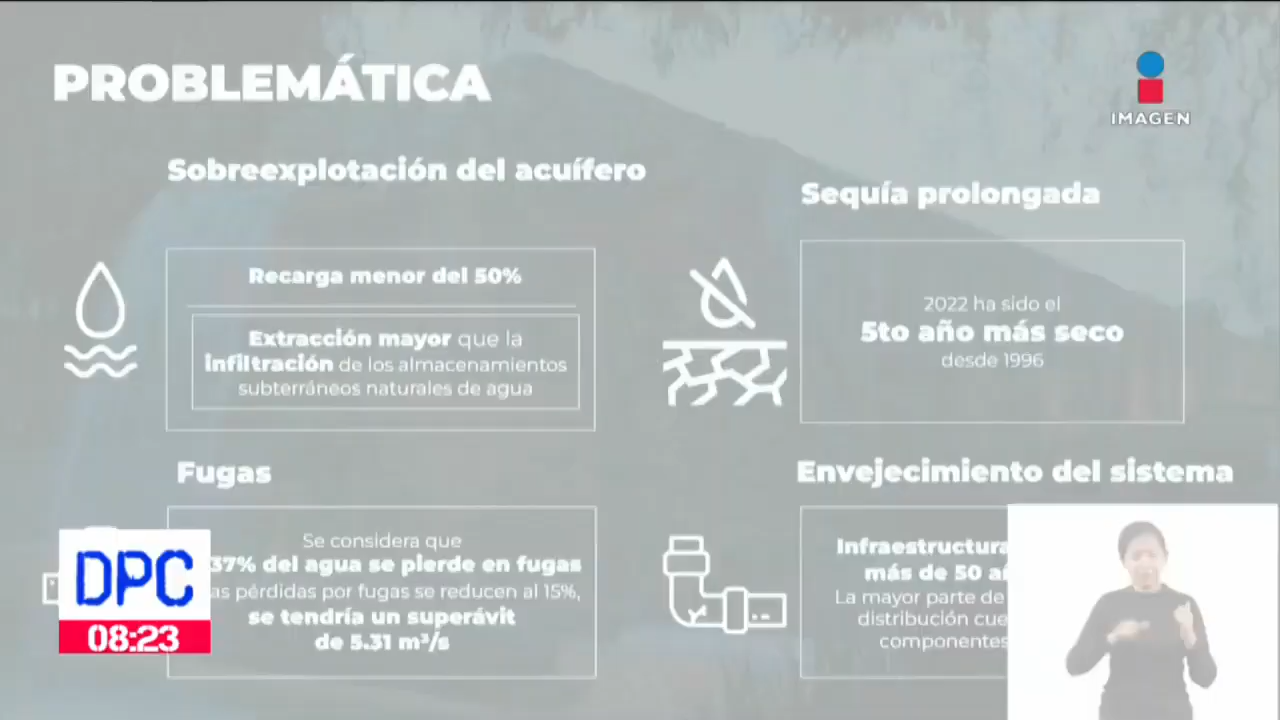 PROBLEMÁTICA
IMAGEN
Sobreexplotación del acuífero
Recarga menor del 50%
Extracción mayor que la
infiltración de los almacenamientos
subterráneos naturales de agua
Sequía prolongada
2022 ha sido el
5to año más seco
desde 1996
Fugas
Se considera que
37% del agua se pierde en fugas
pérdidas por fugas se reducen al 15%,
se tendría un superávit
de 5.31 m³/s
Envejecimiento del sistema
Infraestructura
más de 50
La mayor parte de
distribución
componentes
DPC
08:23